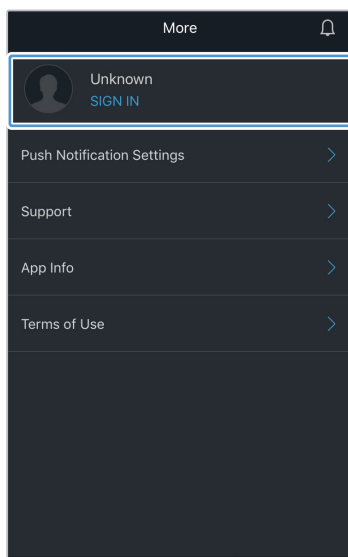 More
Unknown
SIGN IN
Push Notification Settings
Support
App Info
Terms of Use